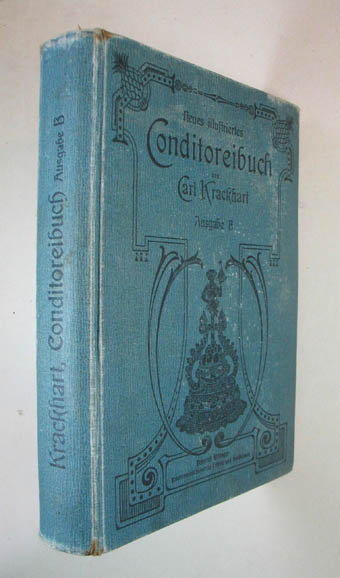 Neues illustriertes
Conditoreibuch
von
Carl Krackhart
Ausgabe B
Krackhart, Conditoreibuch Ausgabe B